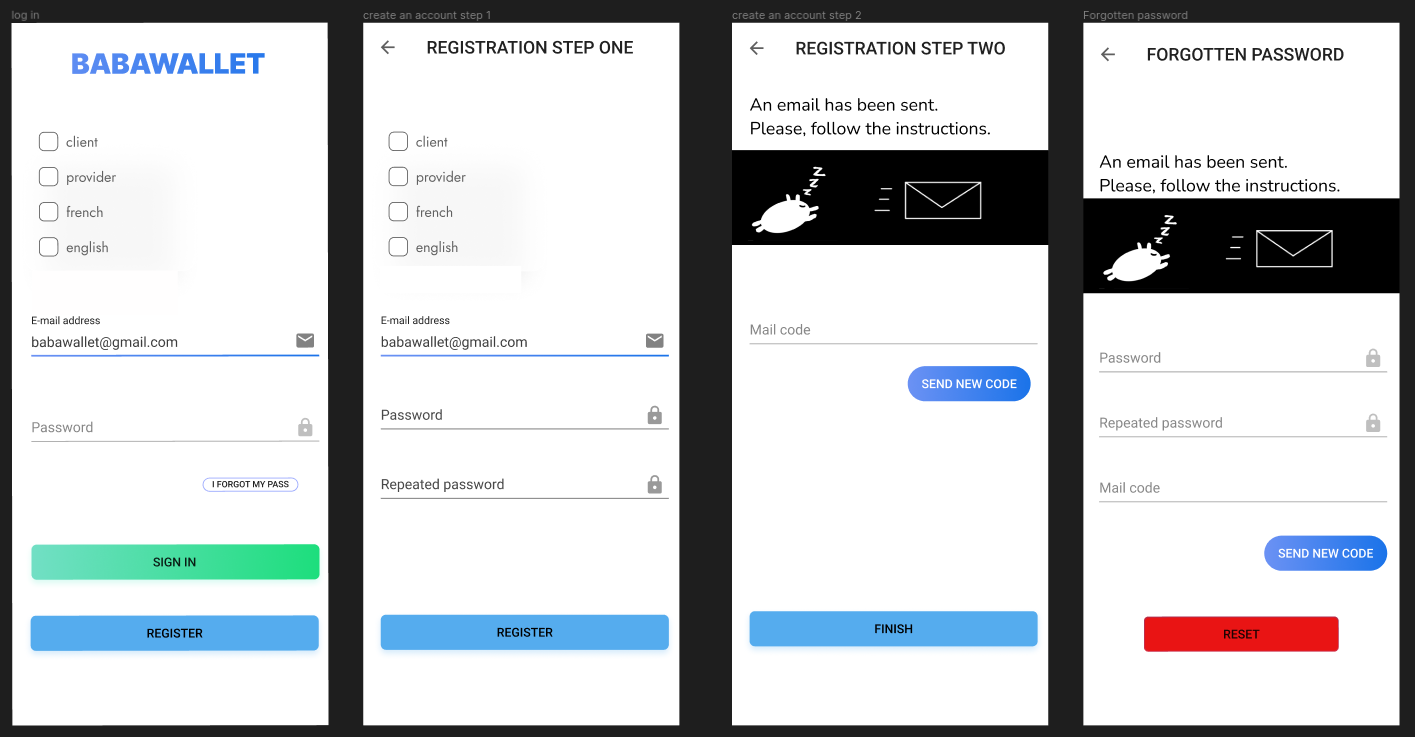 log in
BABAWALLET
client
provider
french
english
E-mail address
babawallet@gmail.com
Password
I FORGOT MY PASS
SIGN IN
REGISTER
create an account step 1
REGISTRATION STEP ONE
client
provider
french
english
E-mail address
babawallet@gmail.com
Password
Repeated password
REGISTER
create an account step 2
REGISTRATION STEP TWO
An email has been sent.
Please, follow the instructions.
z z z z
Mail code
SEND NEW CODE
FINISH
Forgotten password
FORGOTTEN PASSWORD
An email has been sent.
Please, follow the instructions.
z z z z
Password
Repeated password
Mail code
SEND NEW CODE
RESET